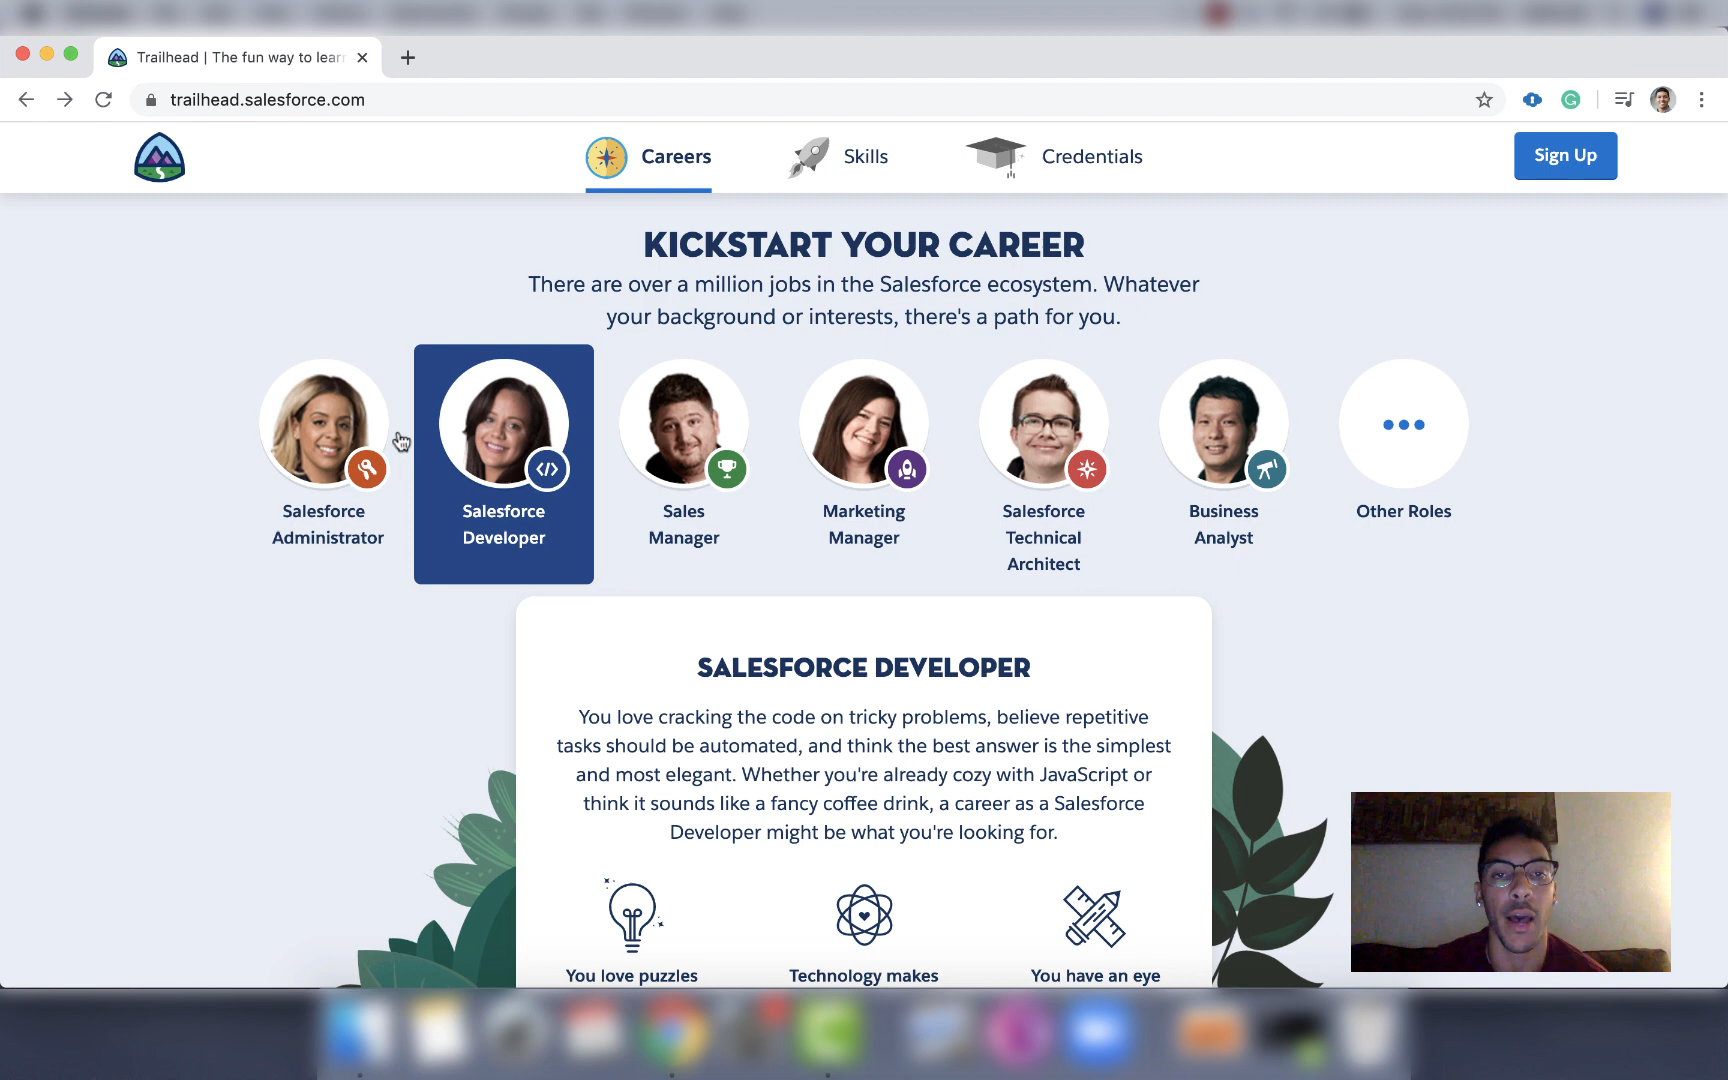 Trailhead | The fun way to lear
trailhead.salesforce.com
Careers
Skills
Credentials
Sign Up
KICKSTART YOUR CAREER
There are over a million jobs in the Salesforce ecosystem. Whatever
your background or interests, there's a path for you.
Salesforce
Administrator
Salesforce
Developer
Sales
Manager
Marketing
Manager
Salesforce
Technical
Architect
Business
Analyst
Other Roles
SALESFORCE DEVELOPER
You love cracking the code on tricky problems, believe repetitive
tasks should be automated, and think the best answer is the simplest
and most elegant. Whether you're already cozy with JavaScript or
think it sounds like a fancy coffee drink, a career as a Salesforce
Developer might be what you're looking for.
You love puzzles
Technology makes
You have an eye